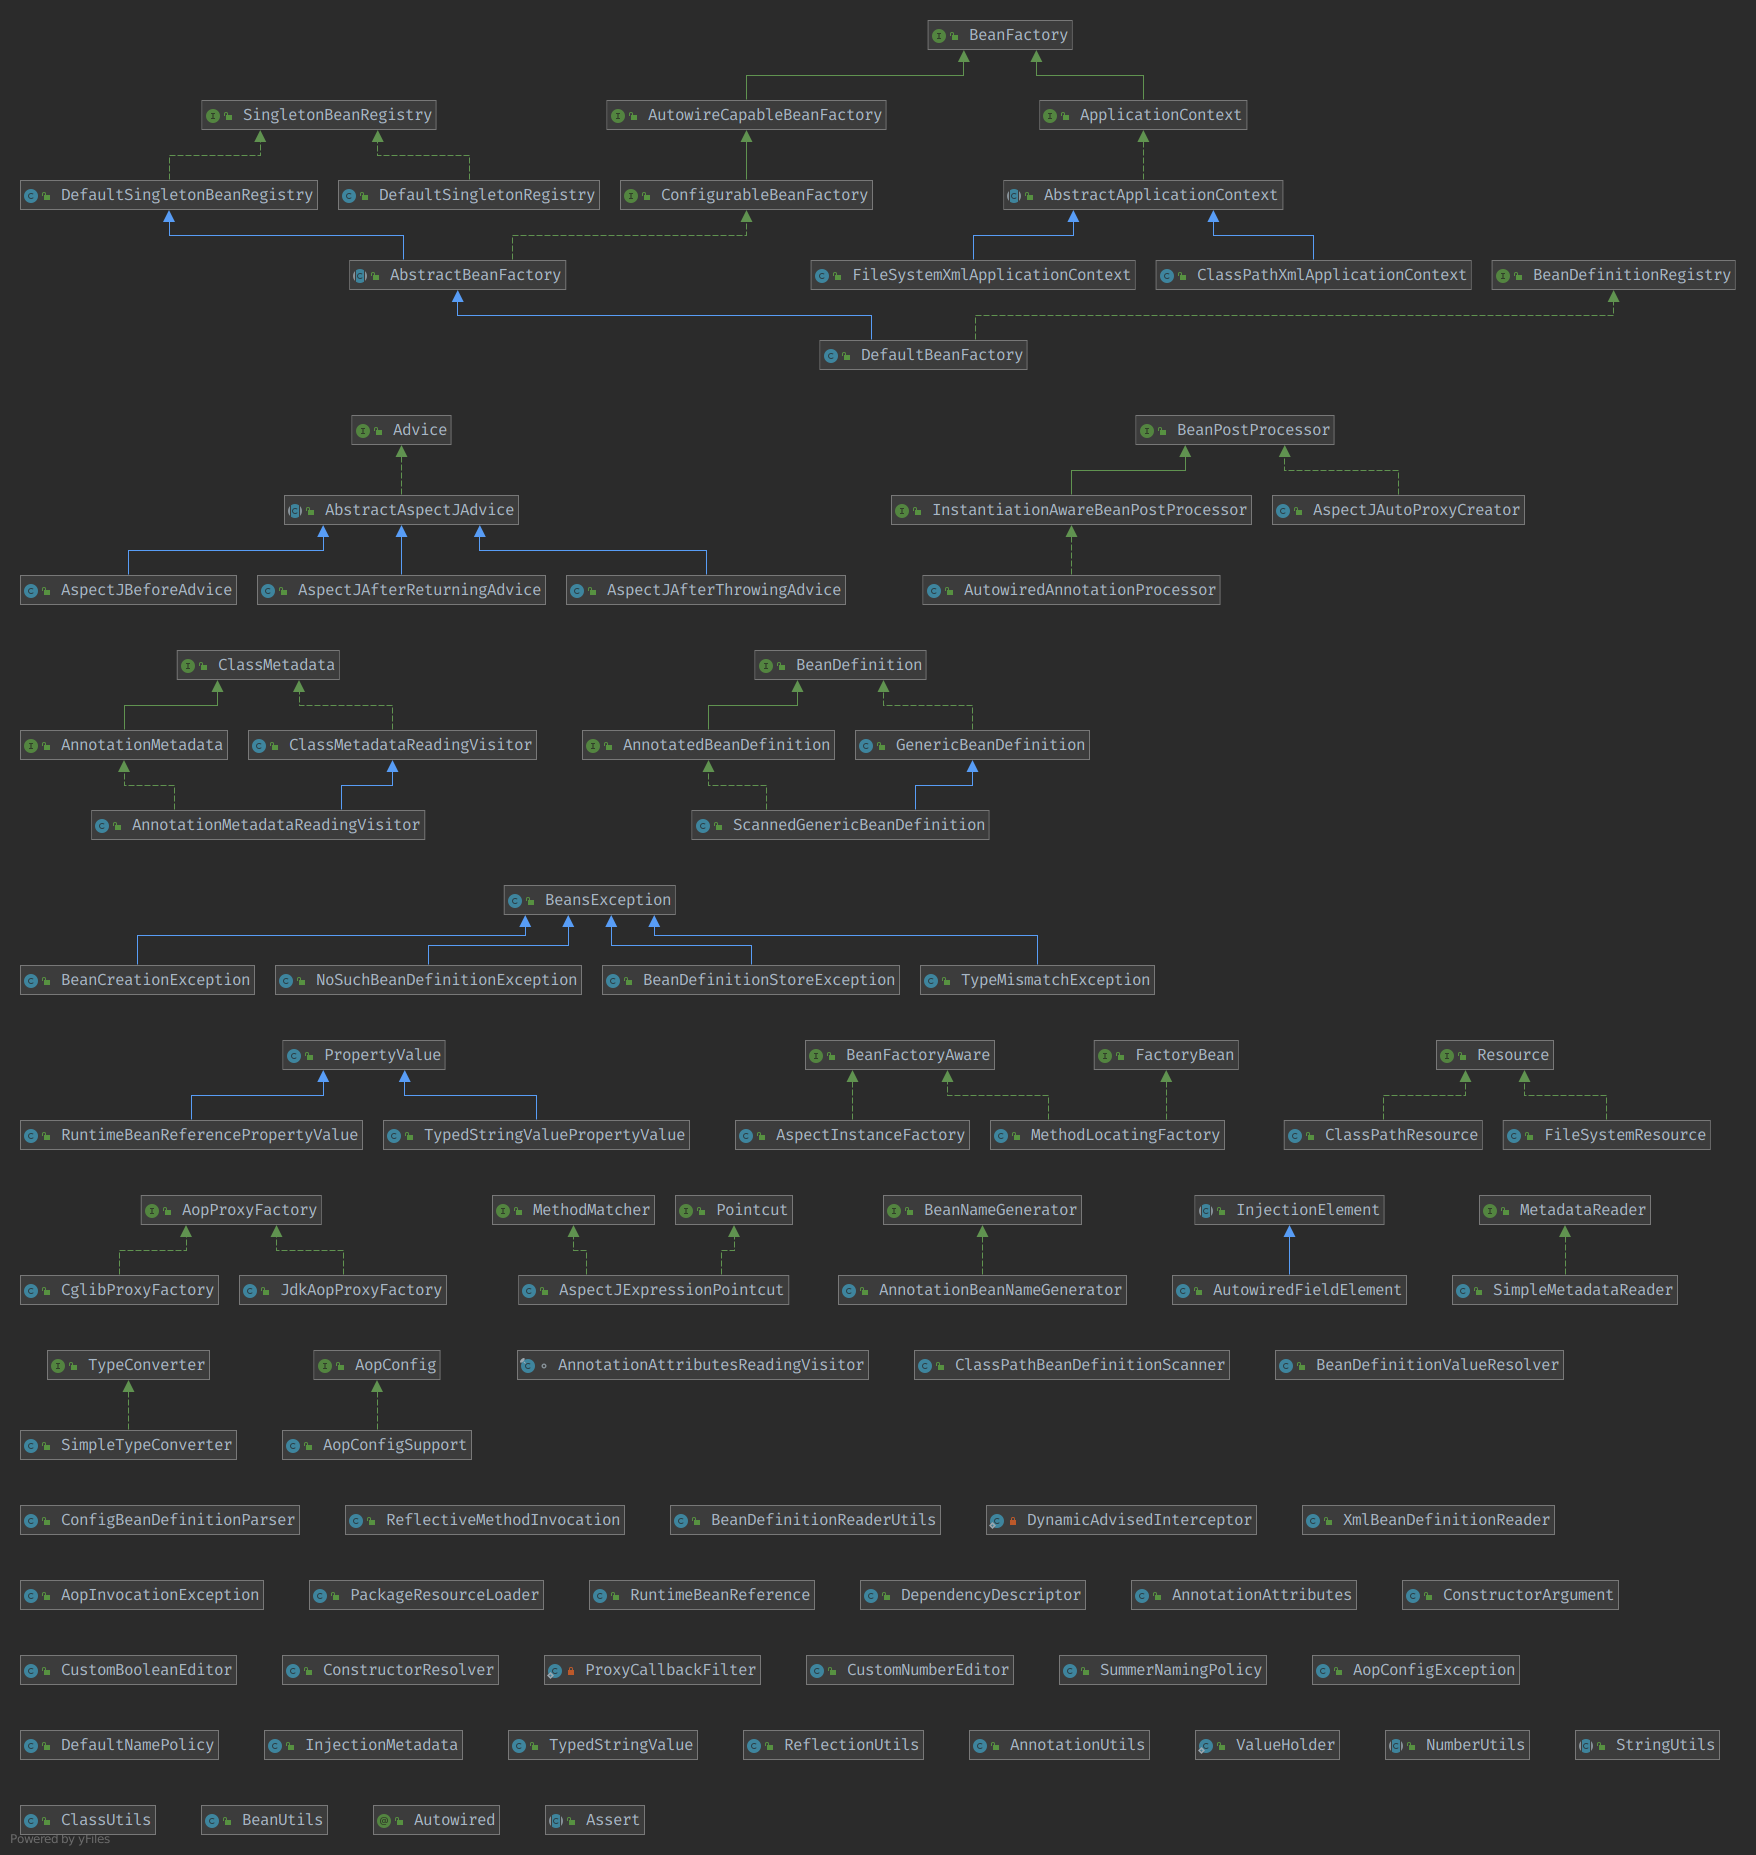 BeanFactory
SingletonBeanRegistry
AutowireCapableBeanFactory
ApplicationContext
DefaultSingletonBeanRegistry
DefaultSingletonRegistry
ConfigurableBeanFactory
AbstractApplicationContext
AbstractBeanFactory
FileSystemXmlApplicationContext
ClassPathXmlApplicationContext
BeanDefinitionRegistry
DefaultBeanFactory
Advice
BeanPostProcessor
AbstractAspectJAdvice
InstantiationAwareBeanPostProcessor
AspectJAutoProxyCreator
AspectJBeforeAdvice
AspectJAfterReturningAdvice
AspectJAfterThrowingAdvice
AutowiredAnnotationProcessor
ClassMetadata
BeanDefinition
AnnotationMetadata
ClassMetadataReadingVisitor
AnnotatedBeanDefinition
GenericBeanDefinition
AnnotationMetadataReadingVisitor
ScannedGenericBeanDefinition
BeansException
BeanCreationException
NoSuchBeanDefinitionException
BeanDefinitionStoreException
TypeMismatchException
PropertyValue
BeanFactoryAware
FactoryBean
Resource
RuntimeBeanReferencePropertyValue
TypedStringValuePropertyValue
AspectInstanceFactory
MethodLocatingFactory
ClassPathResource
FileSystemResource
AopProxyFactory
MethodMatcher
Pointcut
BeanNameGenerator
InjectionElement
MetadataReader
CglibProxyFactory
JdkAopProxyFactory
AspectJExpressionPointcut
AnnotationBeanNameGenerator
AutowiredFieldElement
SimpleMetadataReader
TypeConverter
AopConfig
AnnotationAttributesReadingVisitor
ClassPathBeanDefinitionScanner
BeanDefinitionValueResolver
SimpleTypeConverter
AopConfigSupport
ConfigBeanDefinitionParser
ReflectiveMethodInvocation
BeanDefinitionReaderUtils
DynamicAdvisedInterceptor
XmlBeanDefinitionReader
AopInvocationException
PackageResourceLoader
RuntimeBeanReference
DependencyDescriptor
AnnotationAttributes
ConstructorArgument
CustomBooleanEditor
ConstructorResolver
ProxyCallbackFilter
CustomNumberEditor
SummerNamingPolicy
AopConfigException
DefaultNamePolicy
InjectionMetadata
TypedStringValue
ReflectionUtils
AnnotationUtils
ValueHolder
NumberUtils
StringUtils
ClassUtils
BeanUtils
Autowired
Assert
Powered by yFiles